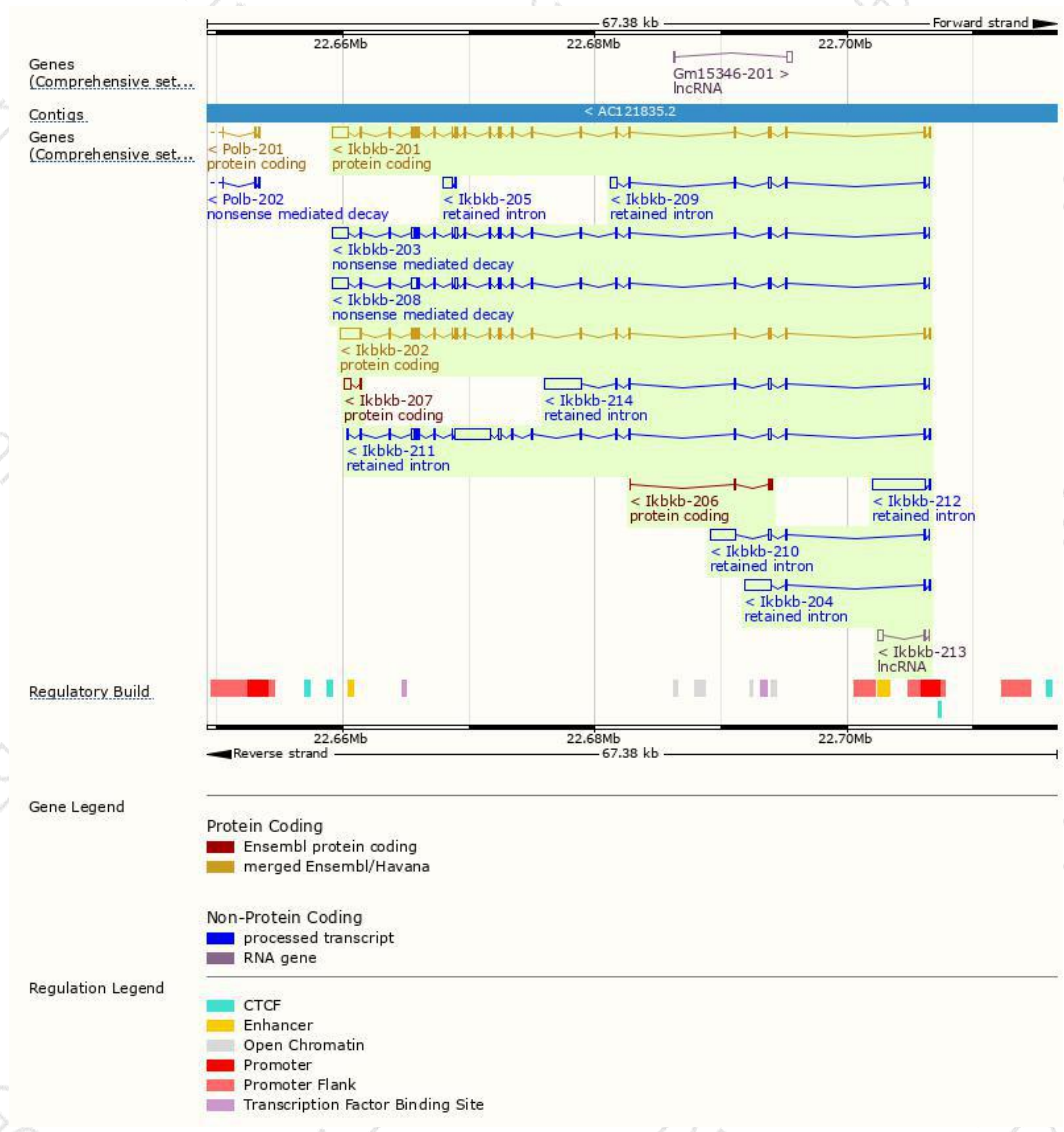 67.38 kb
Forward strand
22.66Mb 22.68Mb 22.70Mb
Genes
(Comprehensive set...
Gm15346-201 >
lncRNA
Contigs
< AC121835.2
Genes
(Comprehensive set...
< Polb-201 < Ikbkb-201
protein coding protein coding
< Polb-202 < Ikbkb-205 < Ikbkb-209
nonsense mediated decay retained intron retained intron
< Ikbkb-203
nonsense mediated decay
< Ikbkb-208
nonsense mediated decay
< Ikbkb-202
protein coding
< Ikbkb-207 < Ikbkb-214
protein coding retained intron
< Ikbkb-211
retained intron
< Ikbkb-206 < Ikbkb-212
protein coding retained intron
< Ikbkb-210
retained intron
< Ikbkb-204
retained intron
< Ikbkb-213
lncRNA
Regulatory Build
22.66Mb 22.68Mb 22.70Mb
Reverse strand 67.38 kb
Gene Legend
Protein Coding
Ensembl protein coding
merged Ensembl/Havana
Non-Protein Coding
processed transcript
RNA gene
Regulation Legend
CTCF
Enhancer
Open Chromatin
Promoter
Promoter Flank
Transcription Factor Binding Site